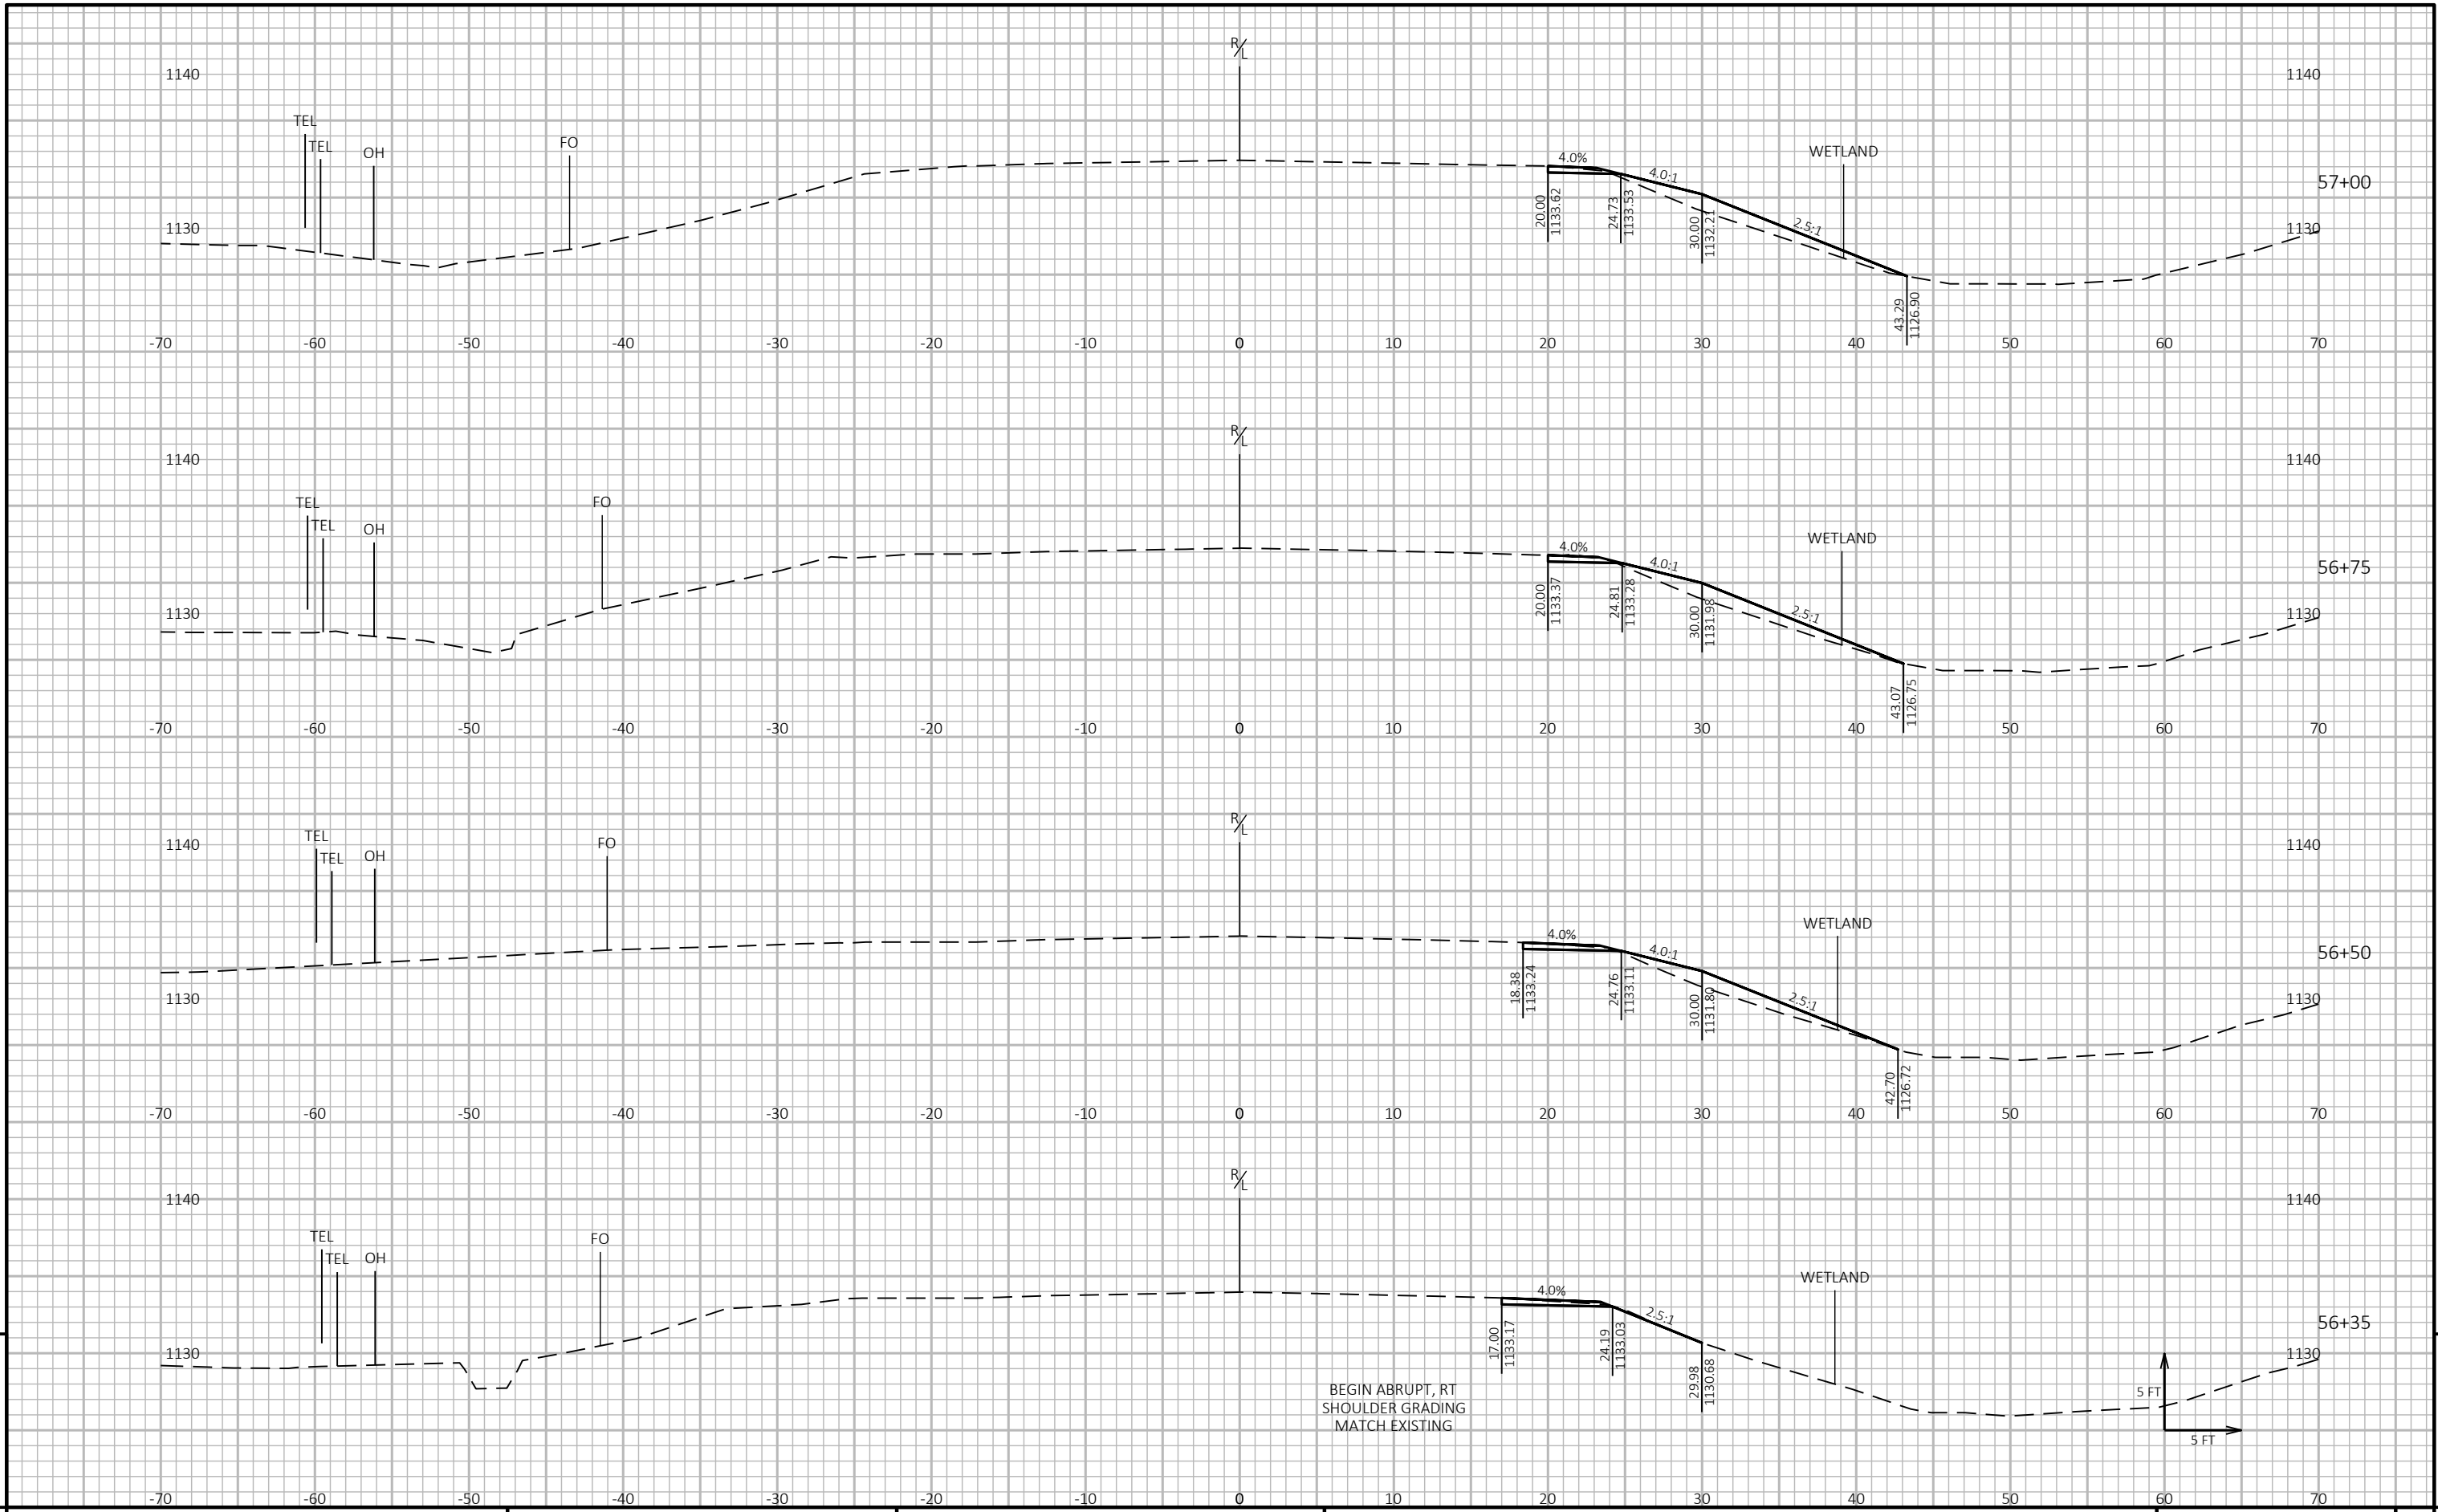 R/L
1140 1140
TEL
TEL
OH
FO
4.0%
4.0:1
WETLAND
57+00
20.00
1133.62
24.73
1133.53
30.00
1132.21
2.5:1
1130 1130
43.29
1126.90
-70 -60 -50 -40 -30 -20 -10 0 10 20 30 40 50 60 70
R/L
1140 1140
TEL
TEL
OH
FO
4.0%
4.0:1
WETLAND
56+75
20.00
1133.37
24.81
1133.28
30.00
1131.98
2.5:1
1130 1130
43.07
1126.75
-70 -60 -50 -40 -30 -20 -10 0 10 20 30 40 50 60 70
R/L
1140 1140
TEL
TEL
OH
FO
4.0%
4.0:1
WETLAND
56+50
18.38
1133.24
24.76
1133.11
30.00
1131.80
2.5:1
1130 1130
42.70
1126.72
-70 -60 -50 -40 -30 -20 -10 0 10 20 30 40 50 60 70
R/L
1140 1140
TEL
TEL
OH
FO
4.0%
2.5:1
WETLAND
56+35
17.00
1133.17
24.19
1133.03
29.98
1130.68
1130 1130
BEGIN ABRUPT, RT
SHOULDER GRADING
MATCH EXISTING
5 FT
5 FT
-70 -60 -50 -40 -30 -20 -10 0 10 20 30 40 50 60 70